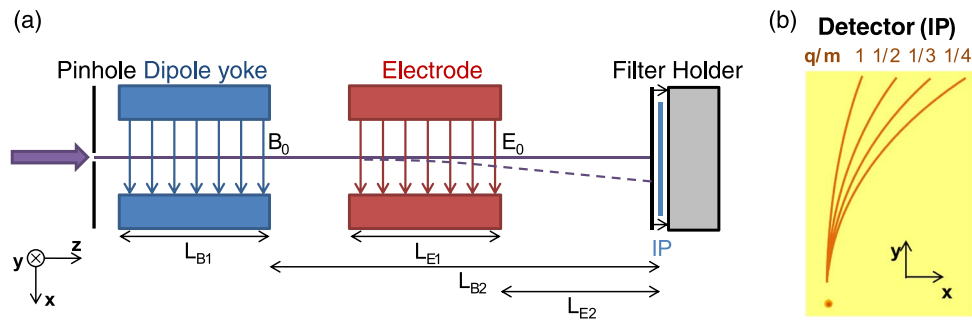 (a)
Pinhole Dipole yoke Electrode Filter Holder
B0 E0
y z
x
LB1 LE1 IP
LB2
LE2
(b)
Detector (IP)
q/m 1 1/2 1/3 1/4
y
x